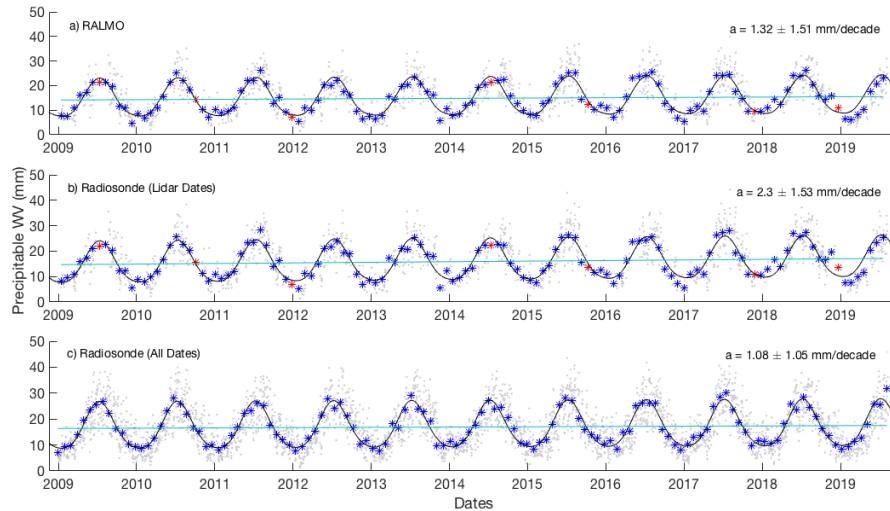 a) RALMO
a = 1.32 ± 1.51 mm/decade
50
40
30
20
10
0
2009 2010 2011 2012 2013 2014 2015 2016 2017 2018 2019
Precipitable WV (mm)
b) Radiosonde (Lidar Dates)
a = 2.3 ± 1.53 mm/decade
50
40
30
20
10
0
2009 2010 2011 2012 2013 2014 2015 2016 2017 2018 2019
c) Radiosonde (All Dates)
a = 1.08 ± 1.05 mm/decade
50
40
30
20
10
0
2009 2010 2011 2012 2013 2014 2015 2016 2017 2018 2019
Dates